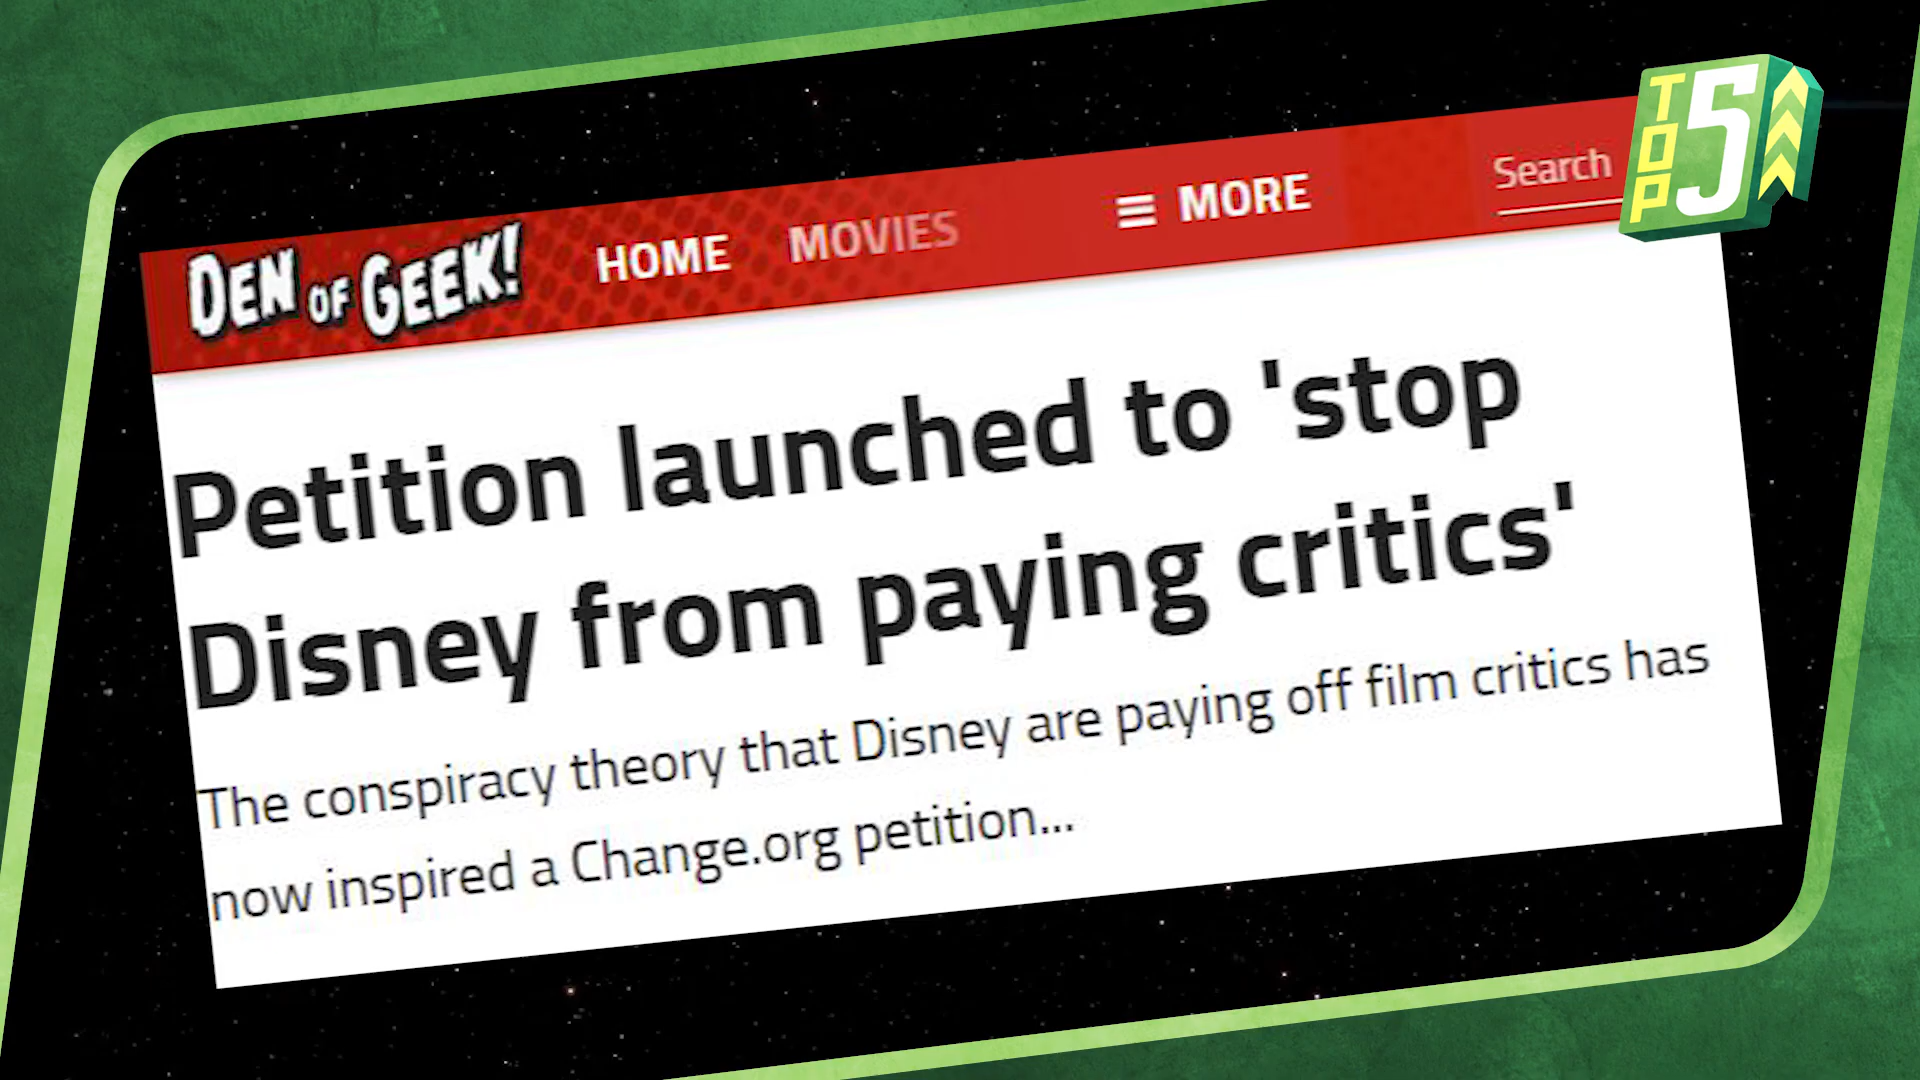 TOP 5
DEN OF GEEK! HOME MOVIES ☰ MORE Search
Petition launched to 'stop
Disney from paying critics'
The conspiracy theory that Disney are paying off film critics has
now inspired a Change.org petition...